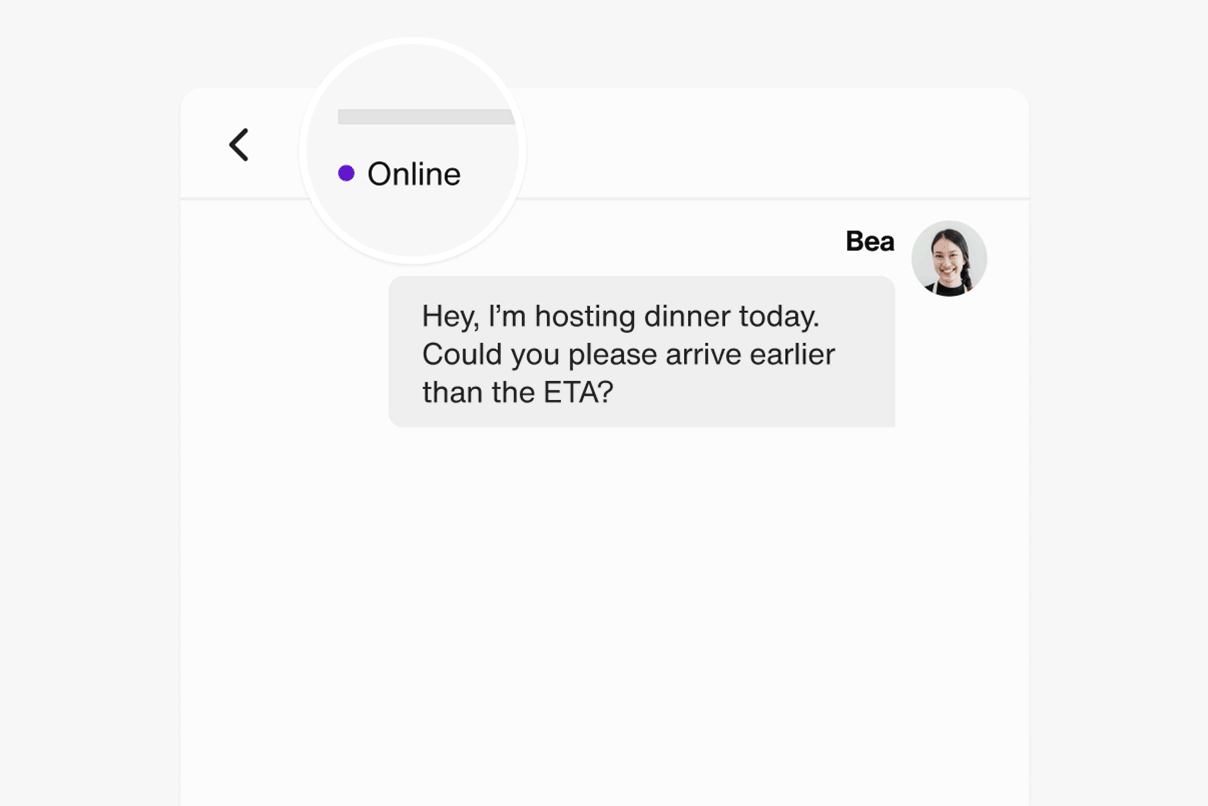 Online
Bea
Hey, I’m hosting dinner today.
Could you please arrive earlier
than the ETA?